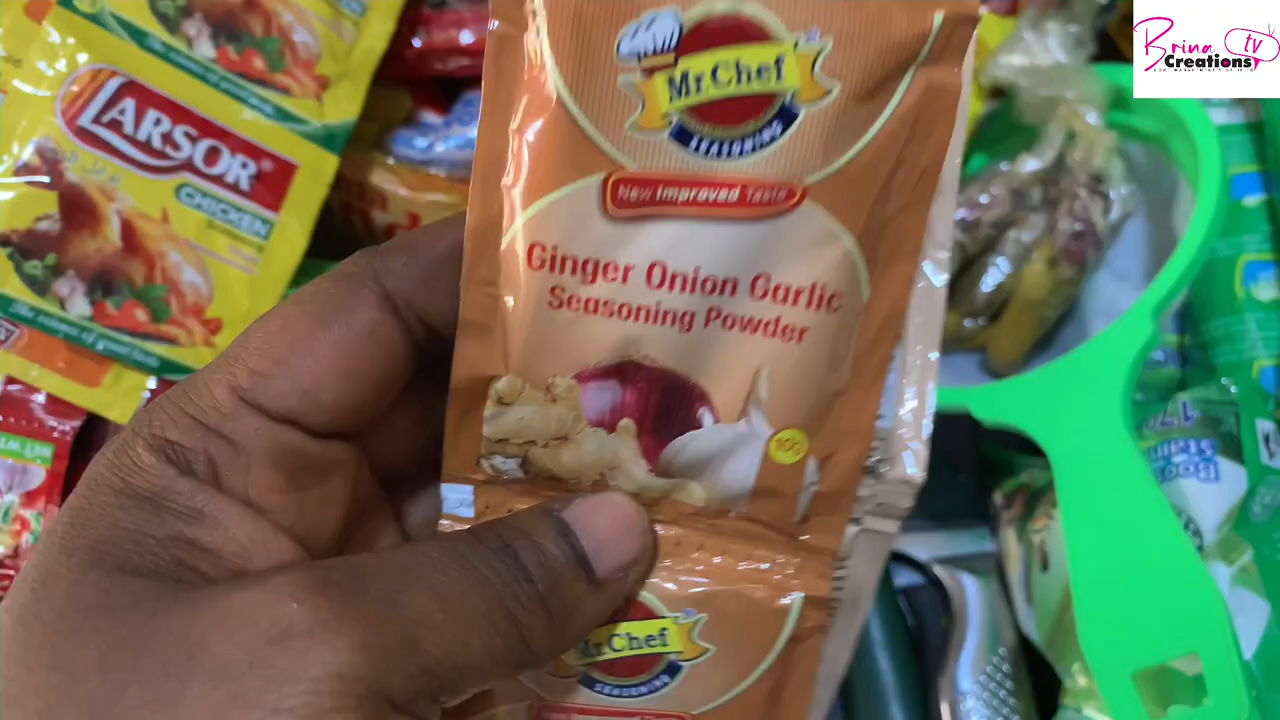 Brina TV
Creations
LARSOR
CHICKEN
Mr.Chef
SEASONING
New Improved Taste
Ginger Onion Garlic
Seasoning Powder
10g
Mr.Chef
SEASONING